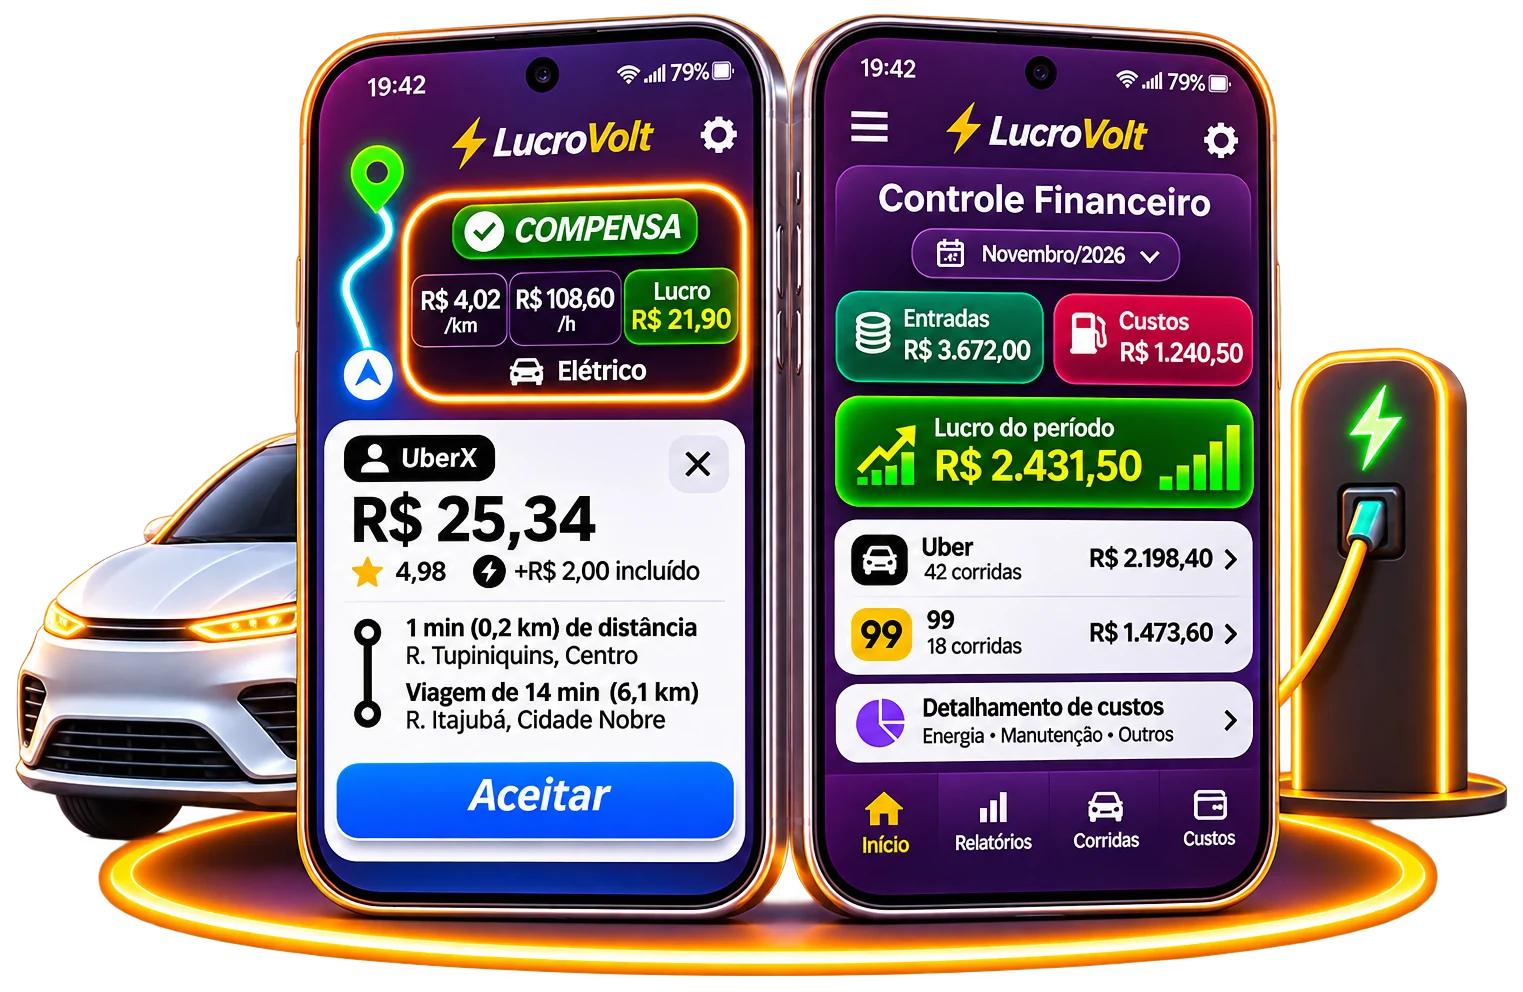 19:42
79%
LucroVolt
COMPENSA
R$ 4,02
/km
R$ 108,60
/h
Lucro
R$ 21,90
Elétrico
UberX
R$ 25,34
4,98
+R$ 2,00 incluído
1 min (0,2 km) de distância
R. Tupiniquins, Centro
Viagem de 14 min (6,1 km)
R. Itajubá, Cidade Nobre
Aceitar
19:42
79%
LucroVolt
Controle Financeiro
Novembro/2026
Entradas
R$ 3.672,00
Custos
R$ 1.240,50
Lucro do período
R$ 2.431,50
Uber
42 corridas
R$ 2.198,40
99
99
18 corridas
R$ 1.473,60
Detalhamento de custos
Energia • Manutenção • Outros
Início
Relatórios
Corridas
Custos